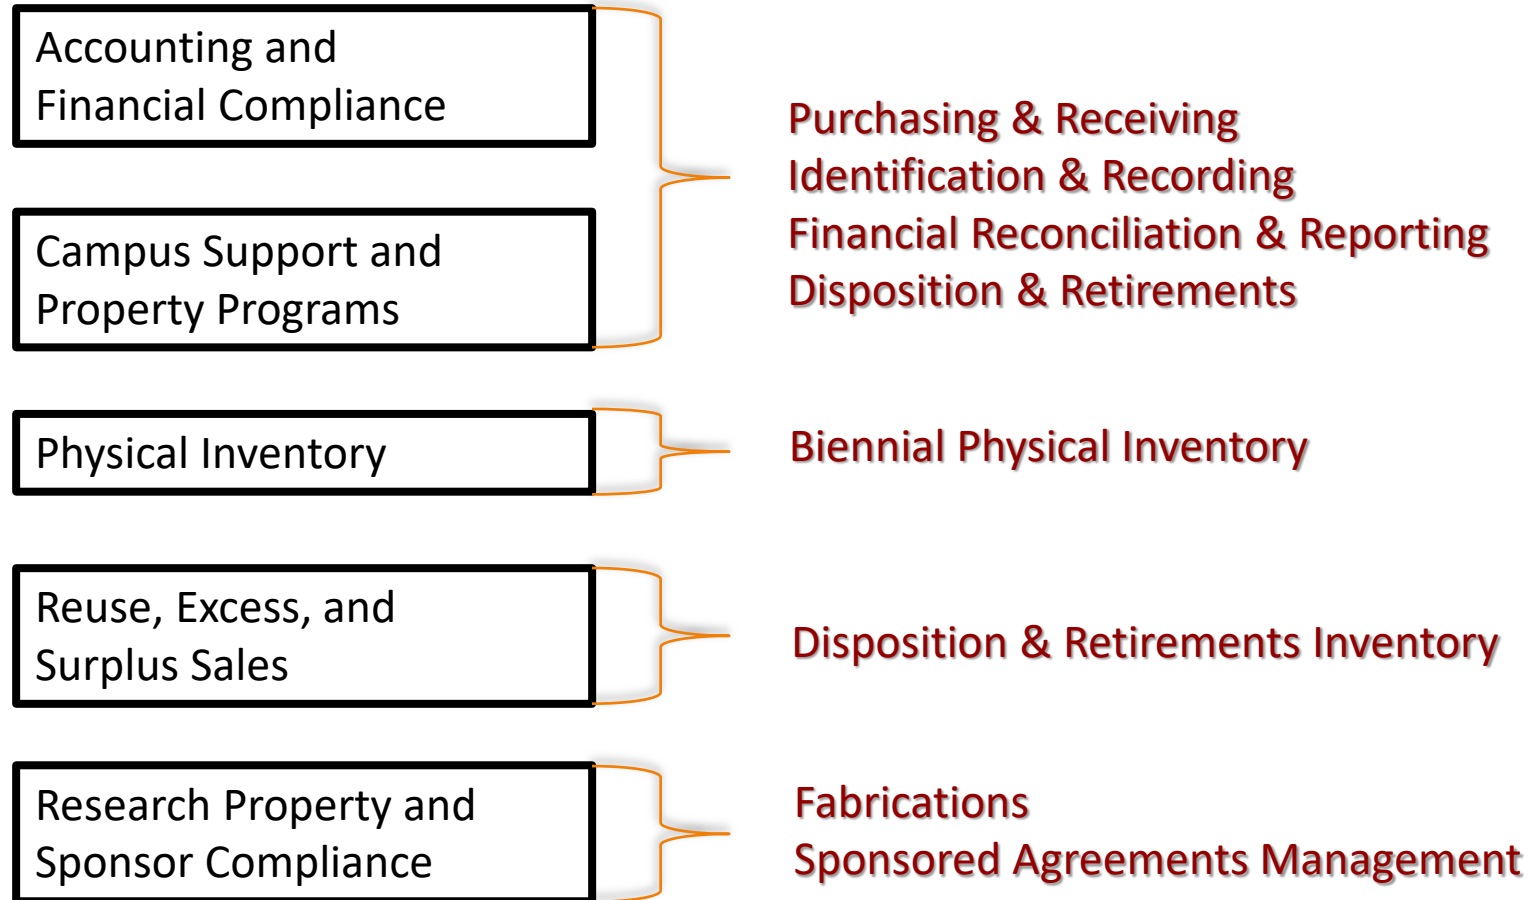 Accounting and
Financial Compliance
Campus Support and
Property Programs
Purchasing & Receiving
Identification & Recording
Financial Reconciliation & Reporting
Disposition & Retirements
Physical Inventory
Biennial Physical Inventory
Reuse, Excess, and
Surplus Sales
Disposition & Retirements Inventory
Research Property and
Sponsor Compliance
Fabrications
Sponsored Agreements Management